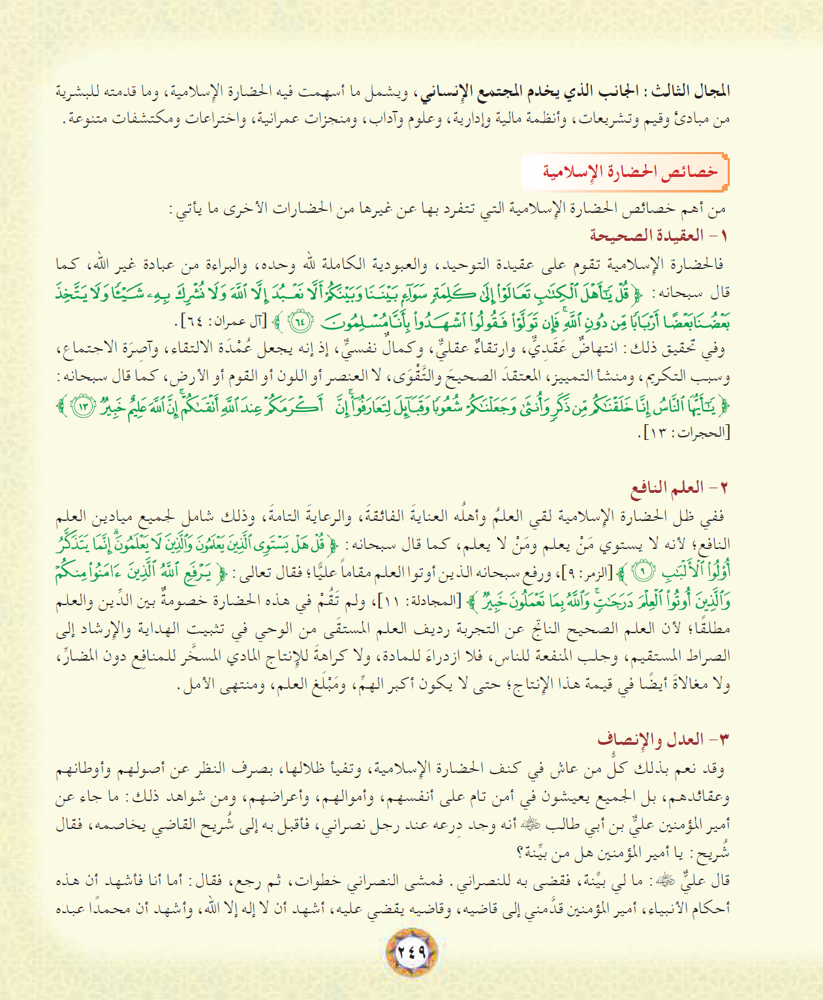 المجال الثالث: الجانب الذي يخدم المجتمع الإنساني، ويشمل ما أسهمت فيه الحضارة الإسلامية، وما قدمته للبشرية
من مبادئ وقيم وتشريعات، وأنظمة مالية وإدارية، وعلوم وآداب، ومنجزات عمرانية، واختراعات ومكتشفات متنوعة.
خصائص الحضارة الإسلامية
من أهم خصائص الحضارة الإسلامية التي تتفرد بها عن غيرها من الحضارات الأخرى ما يأتي:
١- العقيدة الصحيحة
فالحضارة الإسلامية تقوم على عقيدة التوحيد، والعبودية الكاملة لله وحده، والبراءة من عبادة غير الله، كما
قال سبحانه: ﴿ قُلْ يَٰٓأَهْلَ ٱلْكِتَٰبِ تَعَالَوْا۟ إِلَىٰ كَلِمَةٍ سَوَآءٍ بَيْنَنَا وَبَيْنَكُمْ أَلَّا نَعْبُدَ إِلَّا ٱللَّهَ وَلَا نُشْرِكَ بِهِۦ شَيْـًٔا وَلَا يَتَّخِذَ
بَعْضُنَا بَعْضًا أَرْبَابًا مِّن دُونِ ٱللَّهِ ۚ فَإِن تَوَلَّوْا۟ فَقُولُوا۟ ٱشْهَدُوا۟ بِأَنَّا مُسْلِمُونَ ٦٤ ﴾ [آل عمران: ٦٤].
وفي تحقيق ذلك: انتهاضٌ عَقَديٌّ، وارتقاءٌ عقليٌّ، وكمالٌ نفسيٌّ، إذ إنه يجعل عُمْدَة الالتقاء، وآصِرَة الاجتماع،
وسبب التكريم، ومنشأ التمييز، المعتقدَ الصحيحَ والتَّقْوَى، لا العنصر أو اللون أو القوم أو الأرض، كما قال سبحانه:
﴿ يَٰٓأَيُّهَا ٱلنَّاسُ إِنَّا خَلَقْنَٰكُم مِّن ذَكَرٍ وَأُنثَىٰ وَجَعَلْنَٰكُمْ شُعُوبًا وَقَبَآئِلَ لِتَعَارَفُوٓا۟ ۚ إِنَّ أَكْرَمَكُمْ عِندَ ٱللَّهِ أَتْقَىٰكُمْ ۚ إِنَّ ٱللَّهَ عَلِيمٌ خَبِيرٌ ١٣ ﴾
[الحجرات: ١٣].
٢- العلم النافع
ففي ظل الحضارة الإسلامية لقي العلمُ وأهلُه العنايةَ الفائقةَ، والرعايةَ التامةَ، وذلك شامل لجميع ميادين العلم
النافع؛ لأنه لا يستوي مَنْ يعلم ومَنْ لا يعلم، كما قال سبحانه: ﴿ قُلْ هَلْ يَسْتَوِى ٱلَّذِينَ يَعْلَمُونَ وَٱلَّذِينَ لَا يَعْلَمُونَ ۗ إِنَّمَا يَتَذَكَّرُ
أُو۟لُوا۟ ٱلْأَلْبَٰبِ ٩ ﴾ [الزمر: ٩]، ورفع سبحانه الذين أوتوا العلم مقاماً عليًّا؛ فقال تعالى: ﴿ يَرْفَعِ ٱللَّهُ ٱلَّذِينَ ءَامَنُوا۟ مِنكُمْ
وَٱلَّذِينَ أُوتُوا۟ ٱلْعِلْمَ دَرَجَٰتٍ ۚ وَٱللَّهُ بِمَا تَعْمَلُونَ خَبِيرٌ ﴾ [المجادلة: ١١]، ولم تَقُمْ في هذه الحضارة خصومةٌ بين الدِّين والعلم
مطلقًا؛ لأن العلم الصحيح الناتج عن التجربة رديف العلم المستقَى من الوحي في تثبيت الهداية والإرشاد إلى
الصراط المستقيم، وجلب المنفعة للناس، فلا ازدراءَ للمادة، ولا كراهةَ للإنتاج المادي المسخَّر للمنافِع دون المضارّ،
ولا مغالاةَ أيضًا في قيمة هذا الإنتاج؛ حتى لا يكون أكبر الهمِّ، ومَبْلَغ العلم، ومنتهى الأمل.
٣- العدل والإنصاف
وقد نعم بذلك كلُّ من عاش في كنف الحضارة الإسلامية، وتفيأ ظلالها، بصرف النظر عن أصولهم وأوطانهم
وعقائدهم، بل الجميع يعيشون في أمن تام على أنفسهم، وأموالهم، وأعراضهم، ومن شواهد ذلك: ما جاء عن
أمير المؤمنين عليٌّ بن أبي طالب رضي الله عنه أنه وجد دِرعه عند رجل نصراني، فأقبل به إلى شُريح القاضي يخاصمه، فقال
شُريح: يا أمير المؤمنين هل من بيِّنة؟
قال عليٌّ رضي الله عنه: ما لي بيِّنة، فقضى به للنصراني. فمشى النصراني خطوات، ثم رجع، فقال: أما أنا فأشهد أن هذه
أحكام الأنبياء، أمير المؤمنين قدَّمني إلى قاضيه، وقاضيه يقضي عليه، أشهد أن لا إله إلا الله، وأشهد أن محمدًا عبده
٢٤٩